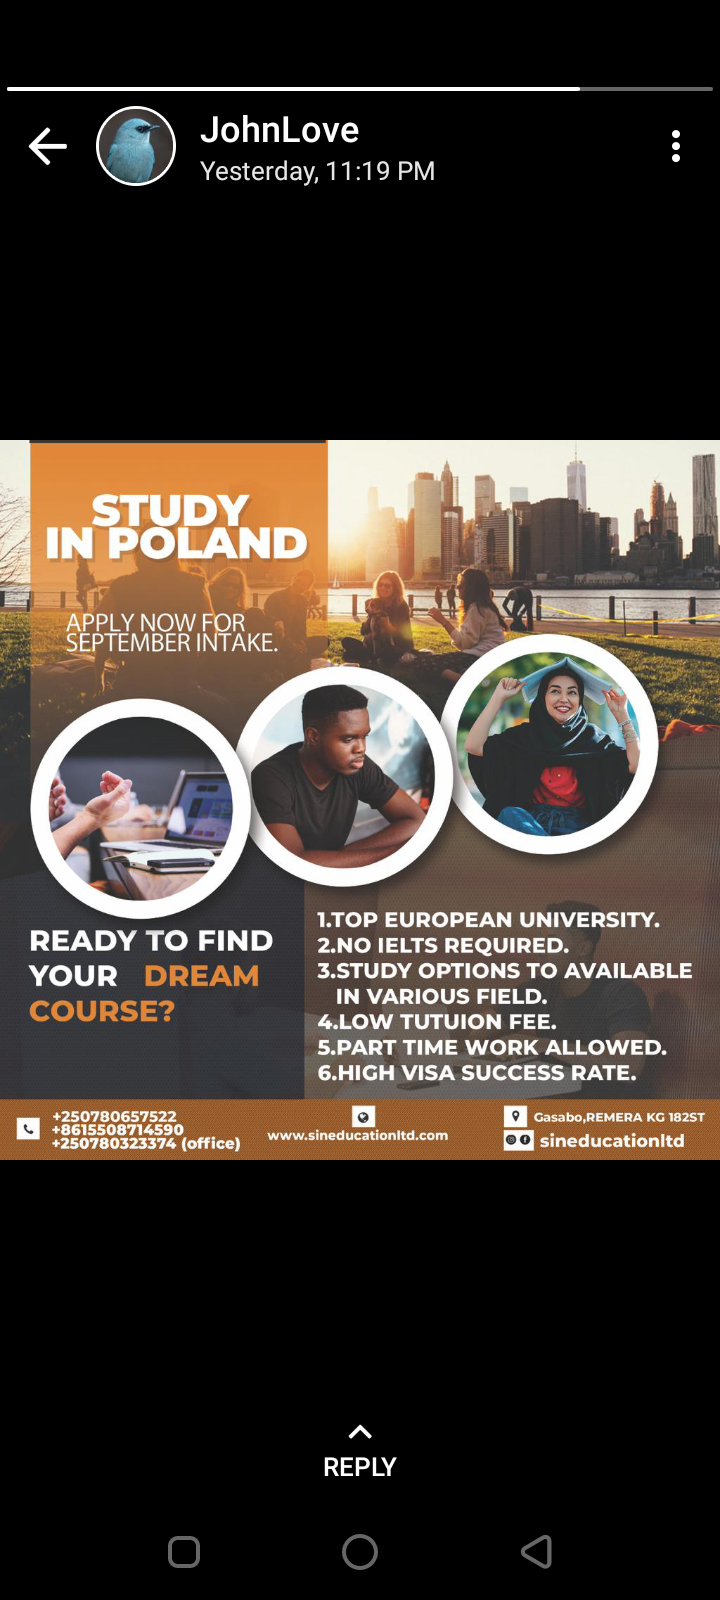 JohnLove
Yesterday, 11:19 PM
STUDY
IN POLAND
APPLY NOW FOR
SEPTEMBER INTAKE.
READY TO FIND
YOUR DREAM
COURSE?
1.TOP EUROPEAN UNIVERSITY.
2.NO IELTS REQUIRED.
3.STUDY OPTIONS TO AVAILABLE
IN VARIOUS FIELD.
4.LOW TUTUION FEE.
5.PART TIME WORK ALLOWED.
6.HIGH VISA SUCCESS RATE.
+250780657522
+8615508714590
+250780323374 (office)
www.sineducationltd.com
Gasabo,REMERA KG 182ST
sineducationltd
REPLY